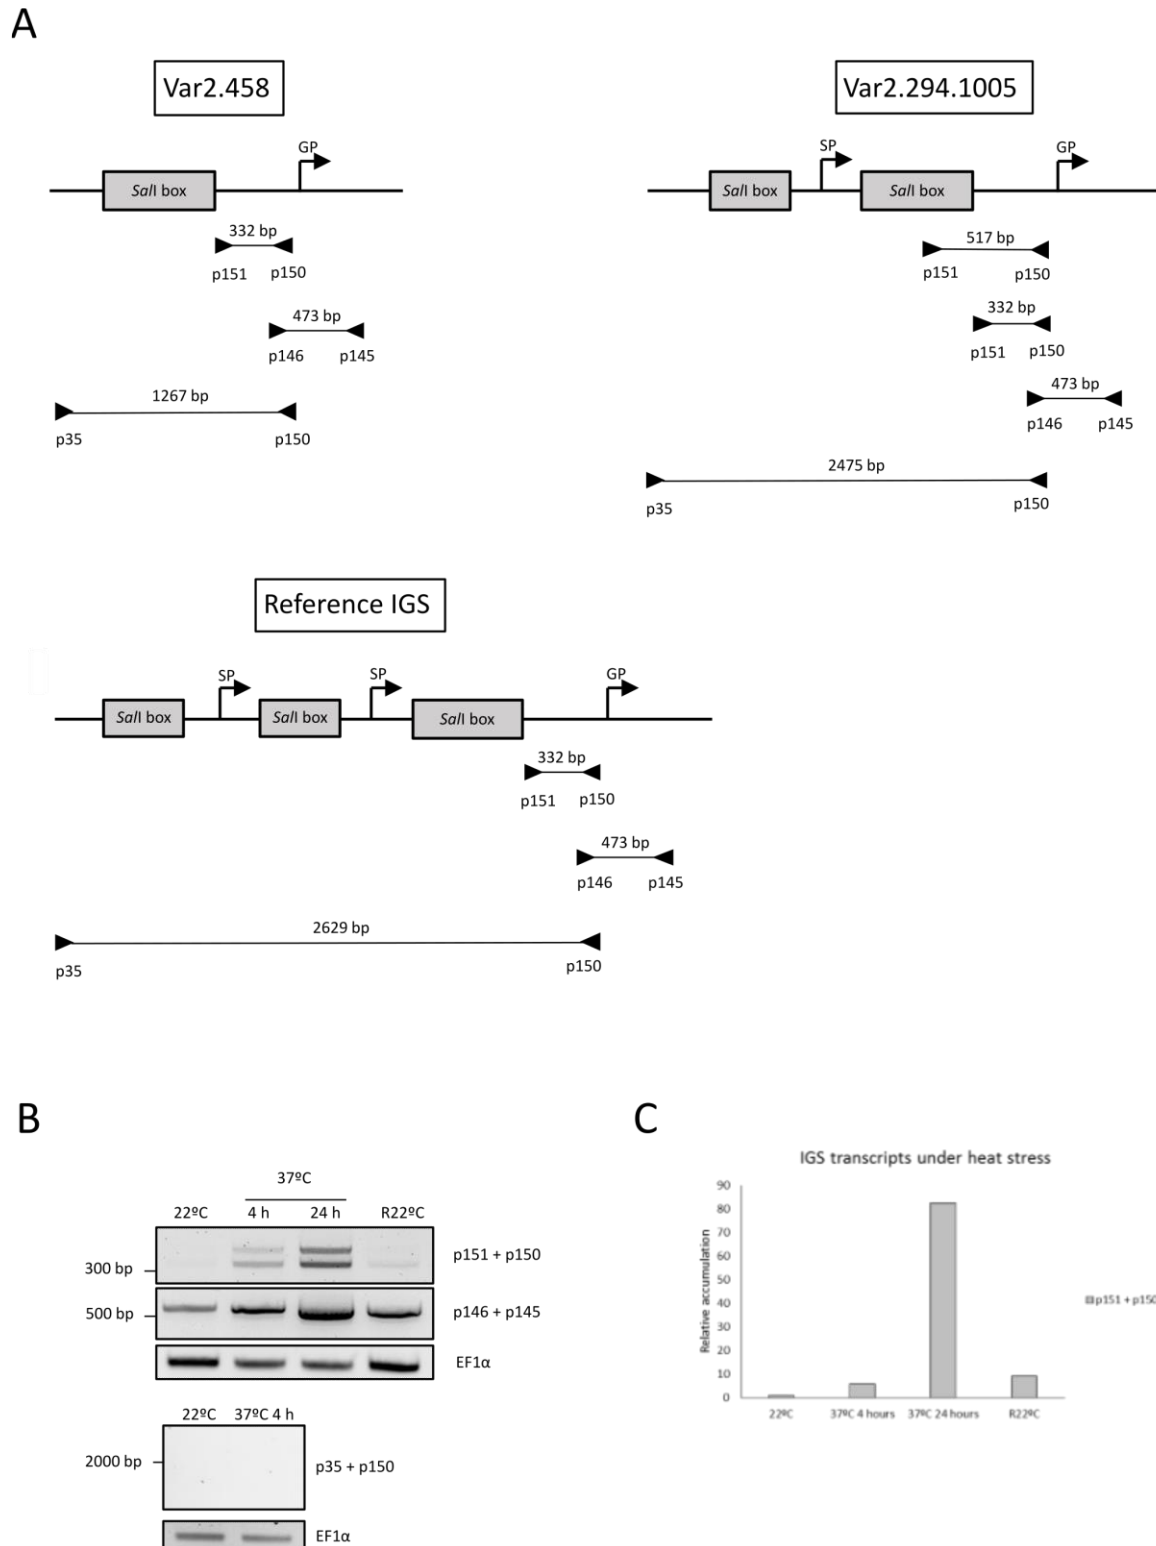 A
Var2.458
Var2.294.1005
GP
SalI box
SP
GP
SalI box
SalI box
332 bp
p151
p150
473 bp
p146
p145
1267 bp
p35
p150
517 bp
p151
p150
332 bp
p151
p150
473 bp
p146
p145
2475 bp
p35
p150
Reference IGS
SP
SP
GP
SalI box
SalI box
SalI box
332 bp
p151
p150
473 bp
p146
p145
2629 bp
p35
p150
B
37ºC
22ºC 4 h 24 h R22ºC
300 bp
p151 + p150
500 bp
p146 + p145
EF1α
22ºC 37ºC 4 h
2000 bp
p35 + p150
EF1α
C
IGS transcripts under heat stress
Relative accumulation
90
80
70
60
50
40
30
20
10
0
22ºC
37ºC 4 hours
37ºC 24 hours
R22ºC
p151 + p150